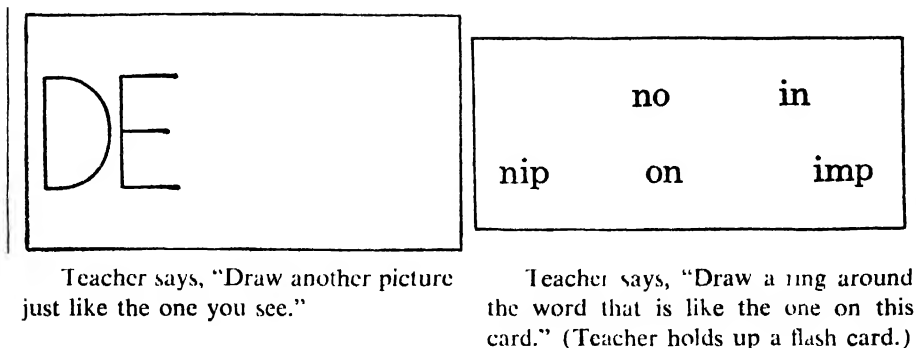 DE
no in
nip on imp
Teacher says, “Draw another picture
just like the one you see.”
Teacher says, “Draw a ring around
the word that is like the one on this
card.” (Teacher holds up a flash card.)